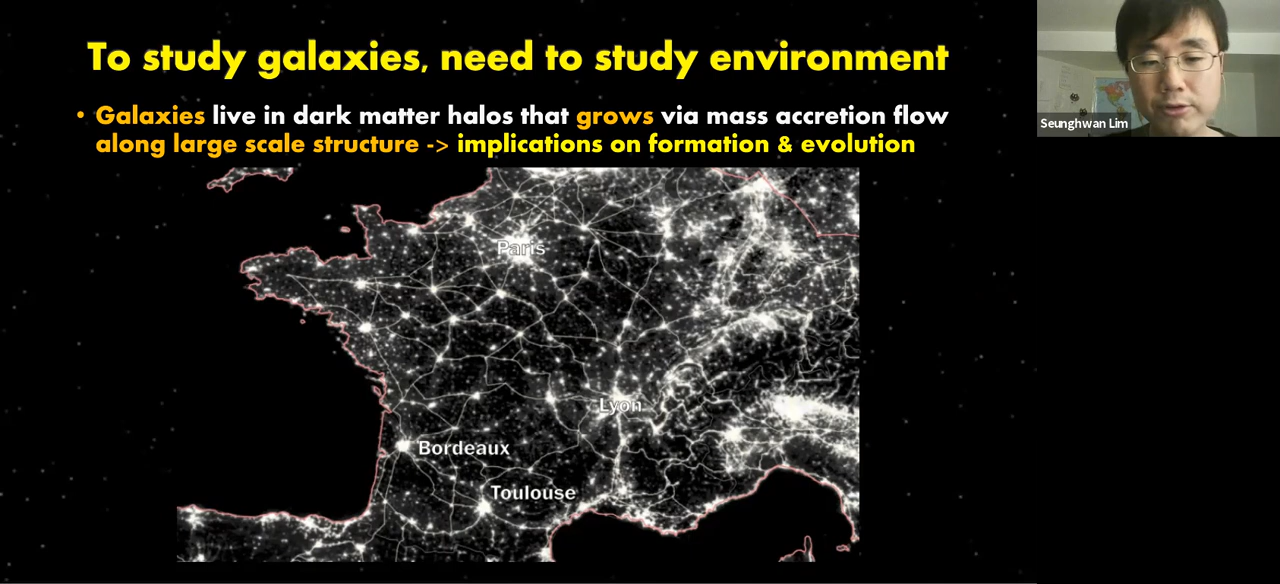 To study galaxies, need to study environment
• Galaxies live in dark matter halos that grows via mass accretion flow
along large scale structure -> implications on formation & evolution
Seunghwan Lim
Paris
Lyon
Bordeaux
Toulouse